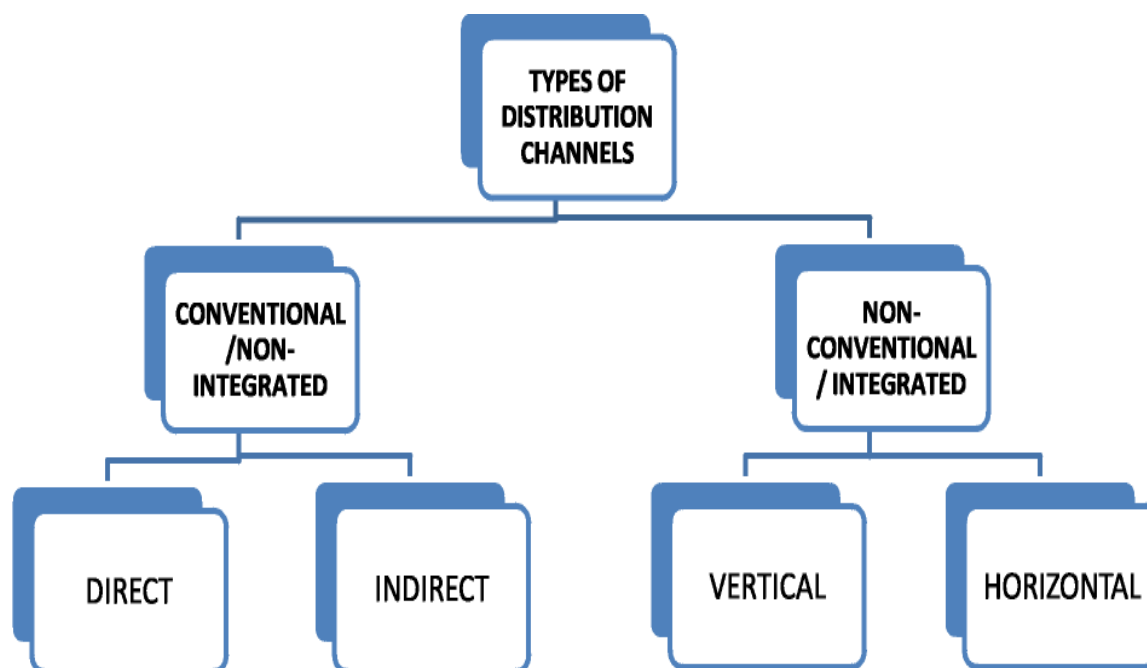 TYPES OF
DISTRIBUTION
CHANNELS
CONVENTIONAL
/NON-
INTEGRATED
NON-
CONVENTIONAL
/ INTEGRATED
DIRECT
INDIRECT
VERTICAL
HORIZONTAL